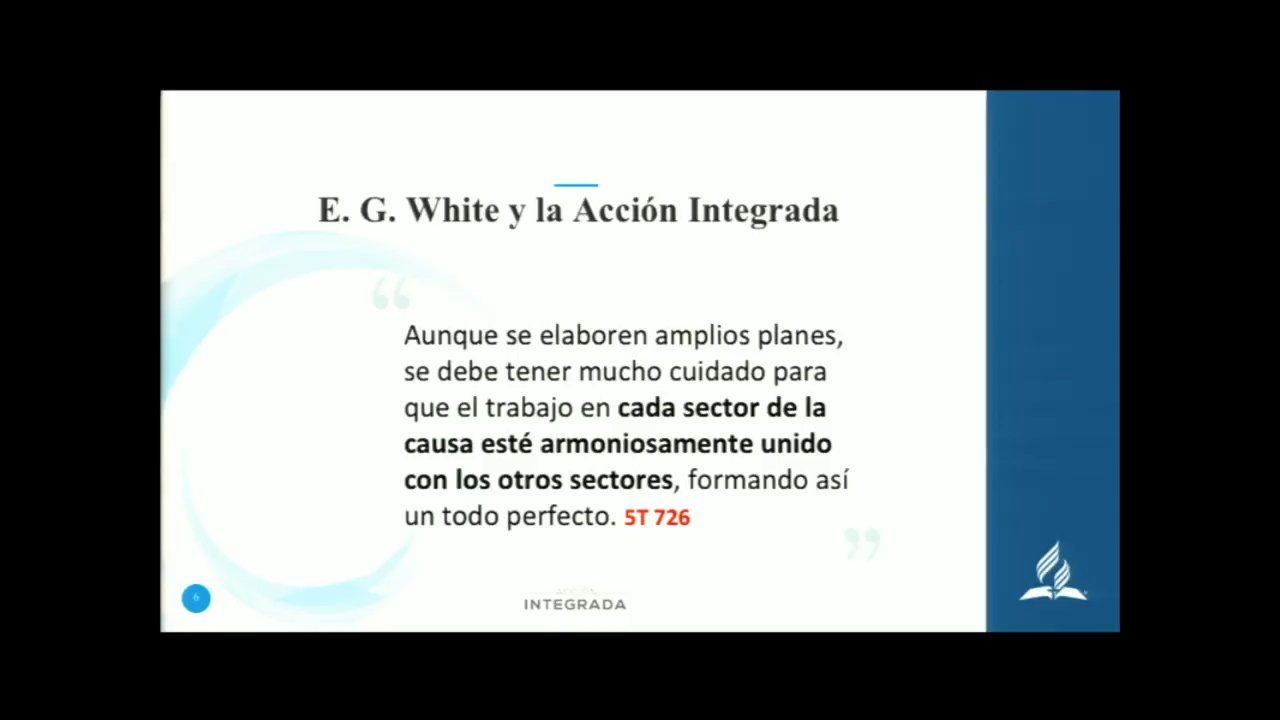 E. G. White y la Acción Integrada
“
Aunque se elaboren amplios planes,
se debe tener mucho cuidado para
que el trabajo en cada sector de la
causa esté armoniosamente unido
con los otros sectores, formando así
un todo perfecto. 5T 726
”
6
ACCIÓN
INTEGRADA